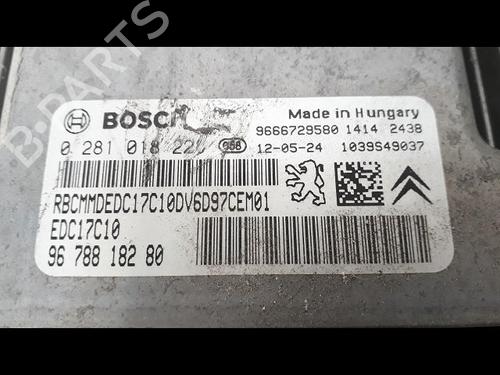 B-PARTS
BOSCH
Made in Hungary
9666729580 1414 2438
0 281 018 22
12-05-24 1039S49037
RBCMMDEDC17C10DV6D97CEM01
EDC17C10
96 788 182 80